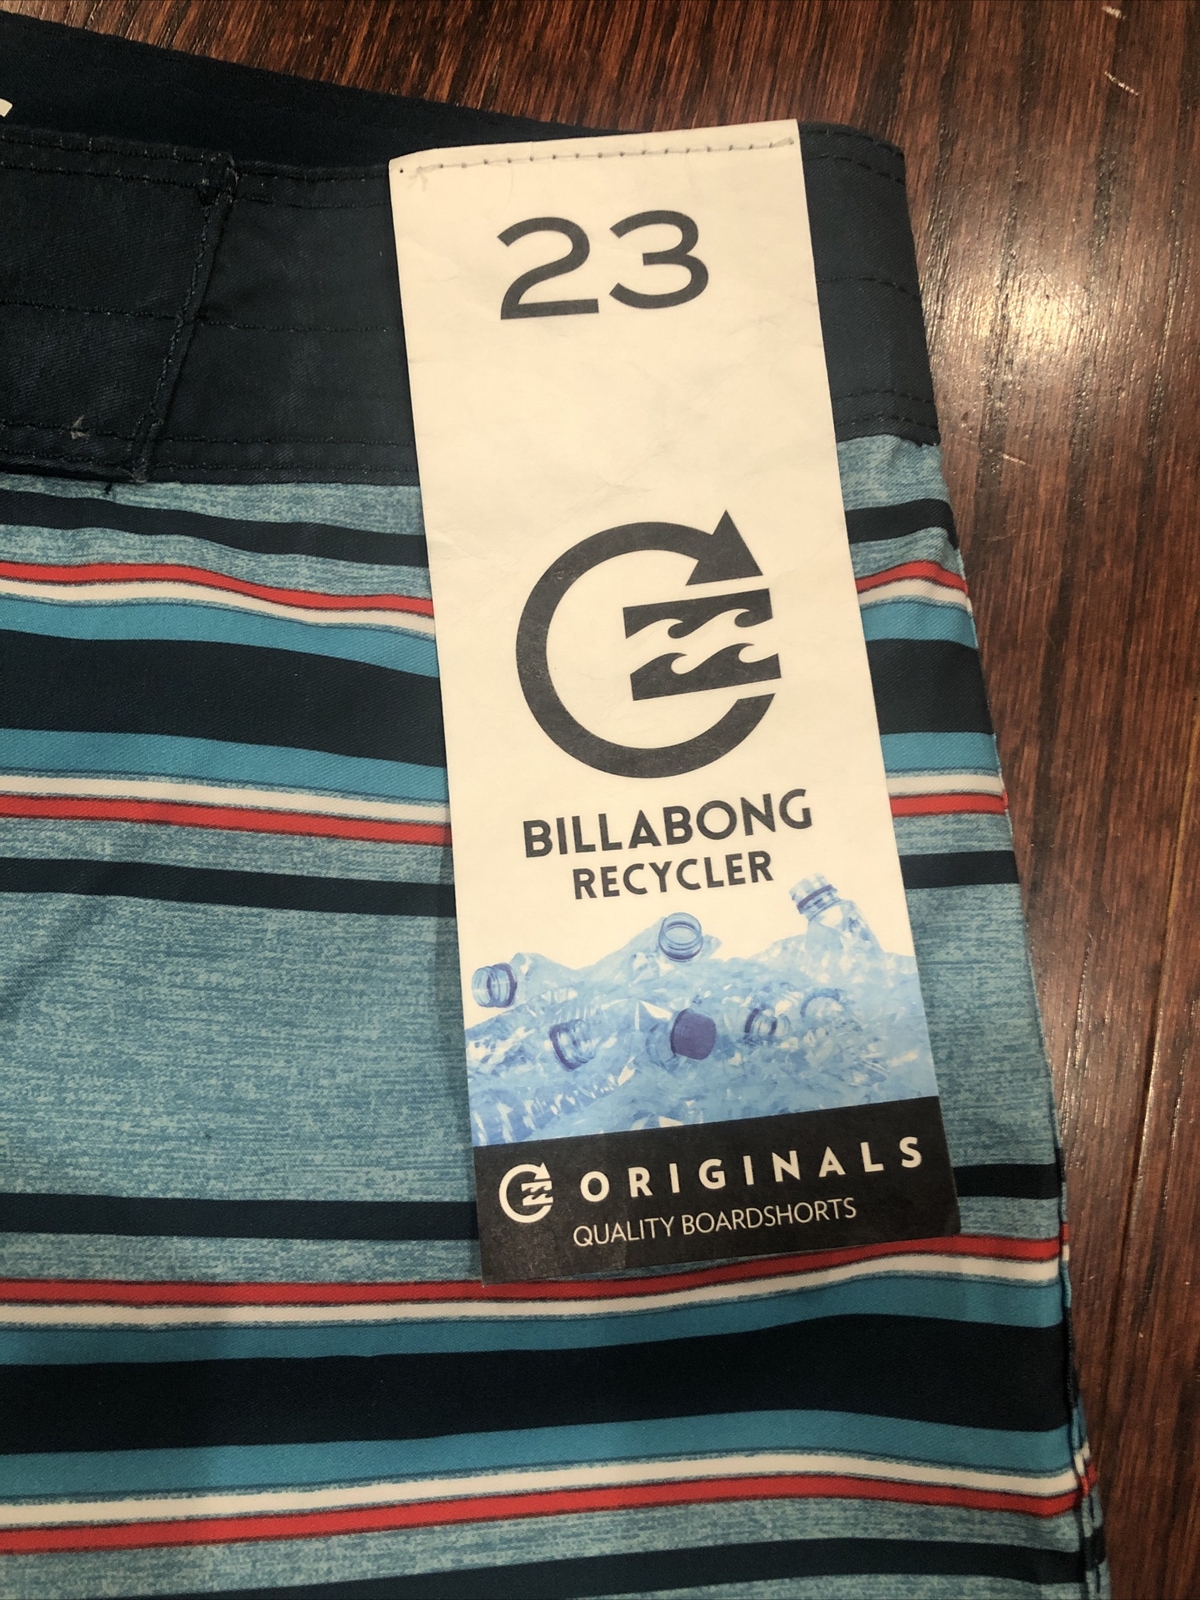 23
BILLABONG
RECYCLER
ORIGINALS
QUALITY BOARDSHORTS